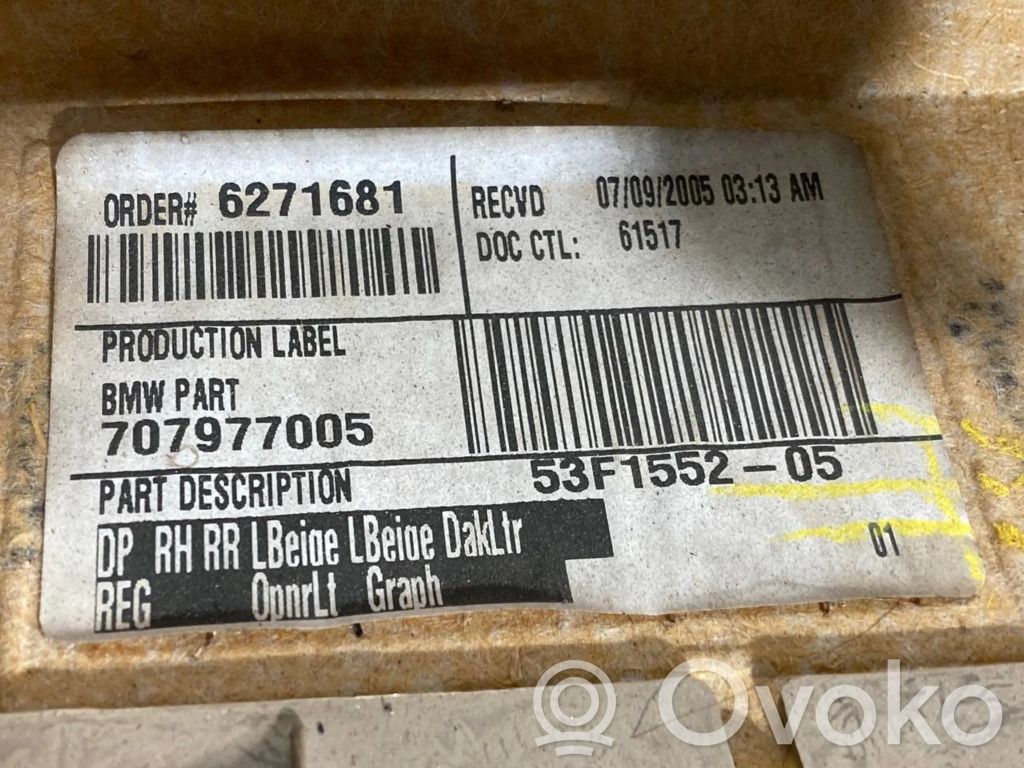 ORDER# 6271681
RECVD 07/09/2005 03:13 AM
DOC CTL: 61517
PRODUCTION LABEL
BMW PART
707977005
PART DESCRIPTION
53F1552-05
DP RH RR LBeige LBeige DakLtr
REG OpnrLt Graph
01
Ovoko